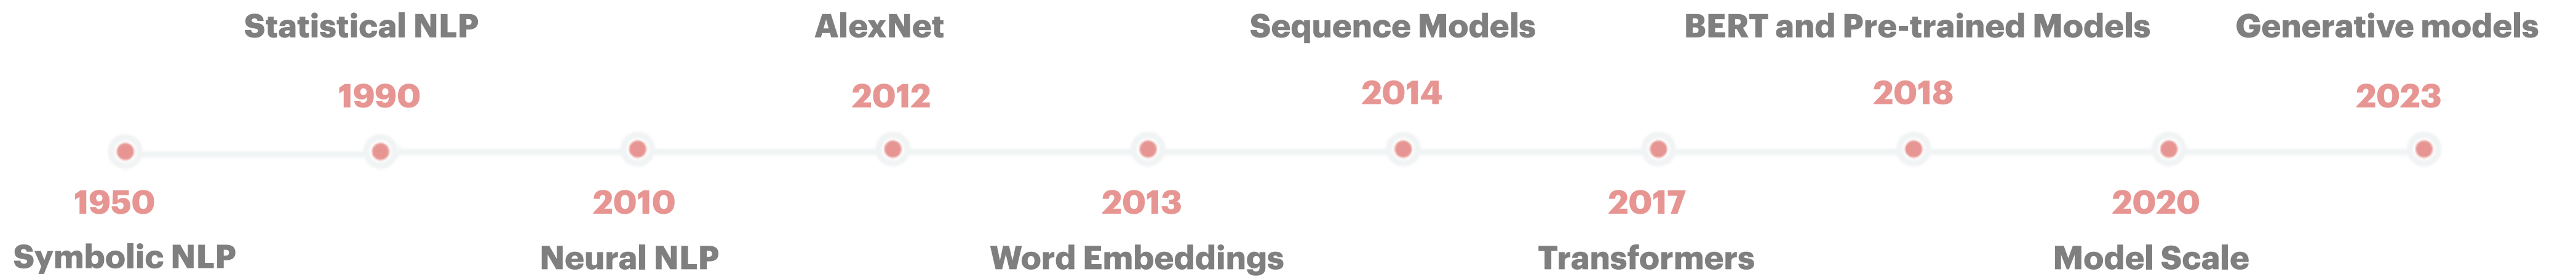 Statistical NLP
AlexNet
Sequence Models
BERT and Pre-trained Models
Generative models
1990
2012
2014
2018
2023
1950
2010
2013
2017
2020
Symbolic NLP
Neural NLP
Word Embeddings
Transformers
Model Scale